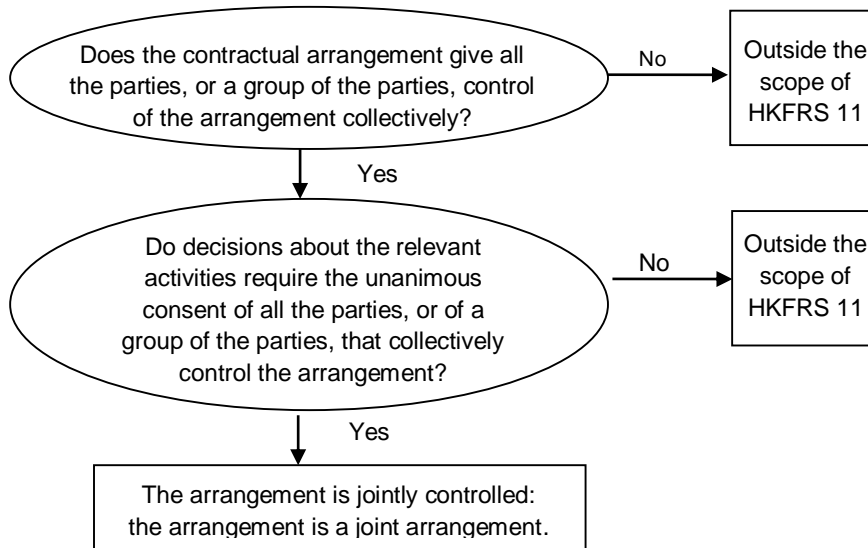 Does the contractual arrangement give all
the parties, or a group of the parties, control
of the arrangement collectively?
No
Outside the
scope of
HKFRS 11
Yes
Do decisions about the relevant
activities require the unanimous
consent of all the parties, or of a
group of the parties, that collectively
control the arrangement?
No
Outside the
scope of
HKFRS 11
Yes
The arrangement is jointly controlled:
the arrangement is a joint arrangement.